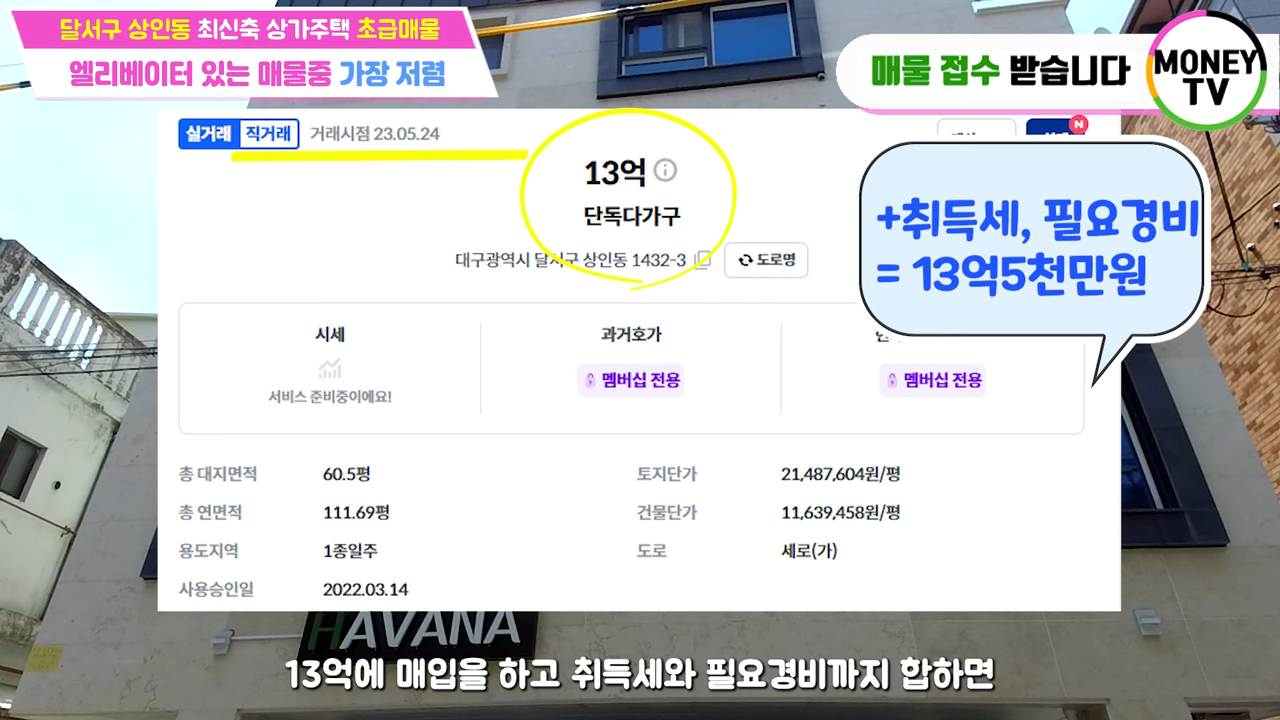 달서구 상인동 최신축 상가주택 초급매물
엘리베이터 있는 매물중 가장 저렴
매물 접수 받습니다
MONEY
TV
실거래 직거래 거래시점 23.05.24
N
13억
단독다가구
대구광역시 달서구 상인동 1432-3 도로명
+취득세, 필요경비
= 13억5천만원
시세 과거호가
서비스 준비중이에요! 멤버십 전용 멤버십 전용
총 대지면적 60.5평 토지단가 21,487,604원/평
총 연면적 111.69평 건물단가 11,639,458원/평
용도지역 1종일주 도로 세로(가)
사용승인일 2022.03.14
HAVANA
13억에 매입을 하고 취득세와 필요경비까지 합하면